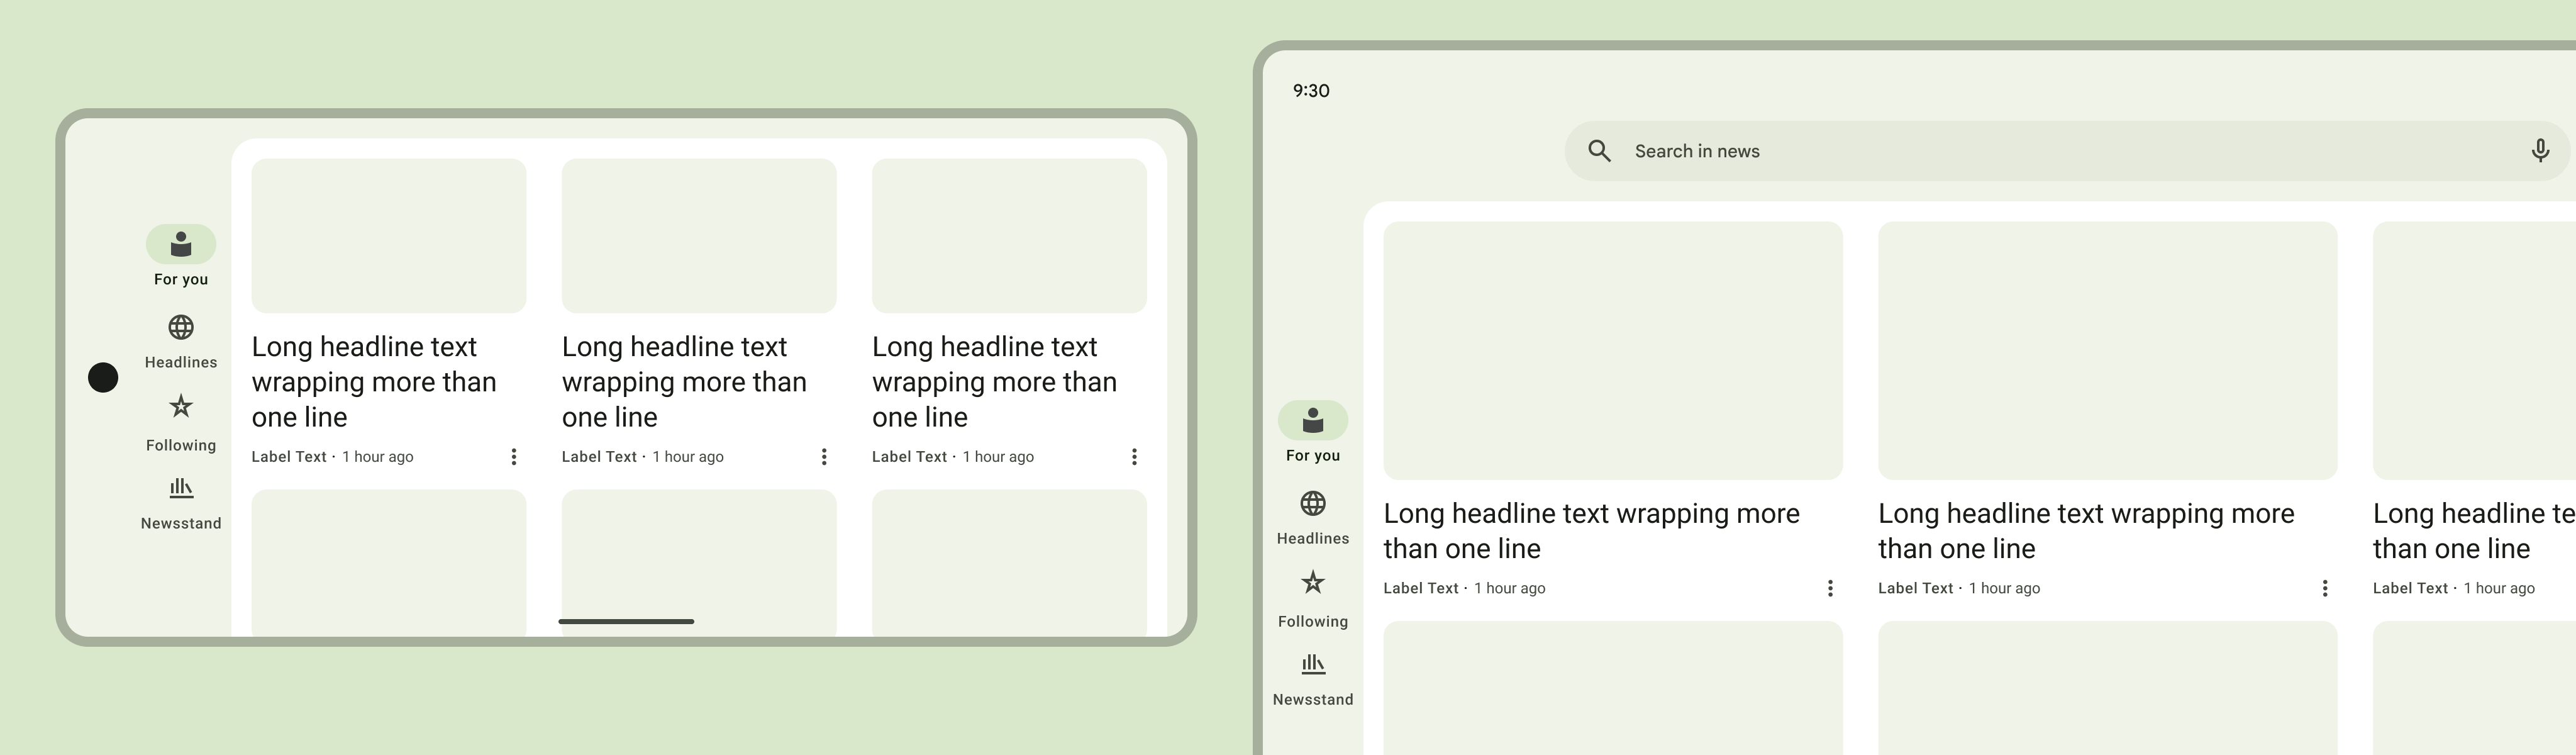 For you
Headlines
Following
Newsstand
Long headline text
wrapping more than
one line
Label Text · 1 hour ago
Long headline text
wrapping more than
one line
Label Text · 1 hour ago
Long headline text
wrapping more than
one line
Label Text · 1 hour ago
9:30
Search in news
For you
Headlines
Following
Newsstand
Long headline text wrapping more
than one line
Label Text · 1 hour ago
Long headline text wrapping more
than one line
Label Text · 1 hour ago
Long headline te
than one line
Label Text · 1 hour ago